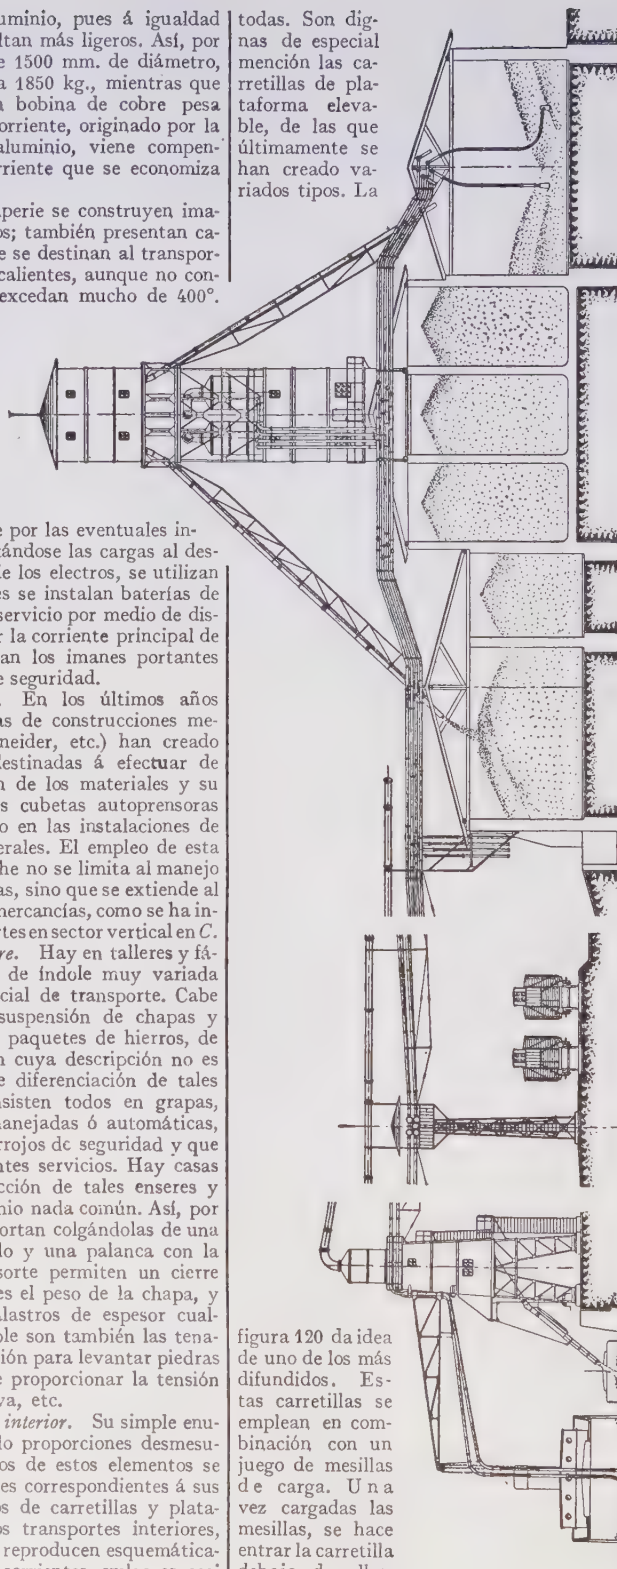 uminio, pues á igualdad
ltan más ligeros. Así, por
e 1500 mm. de diámetro,
a 1850 kg., mientras que
a bobina de cobre pesa
orriente, originado por la
aluminio, viene compen-
rriente que se economiza
aperie se construyen ima-
os; también presentan ca-
e se destinan al transpor-
calientes, aunque no con-
excedan mucho de 400°.
e por las eventuales in-
tándose las cargas al des-
de los electros, se utilizan
es se instalan baterías de
servicio por medio de dis-
r la corriente principal de
an los imanes portantes
e seguridad.
. En los últimos años
as de construcciones me-
neider, etc.) han creado
destinadas á efectuar de
n de los materiales y su
s cubetas autoprensoras
o en las instalaciones de
erales. El empleo de esta
che no se limita al manejo
as, sino que se extiende al
mercancías, como se ha in-
rtes en sector vertical en C.
re. Hay en talleres y fá-
de índole muy variada
cial de transporte. Cabe
suspensión de chapas y
paquetes de hierros, de
n cuya descripción no es
e diferenciación de tales
nsisten todos en grapas,
nanejadas ó automáticas,
rrojos de seguridad y que
ntes servicios. Hay casas
cción de tales enseres y
nio nada común. Así, por
ortan colgándolas de una
lo y una palanca con la
sorte permiten un cierre
es el peso de la chapa, y
alastros de espesor cual-
ole son también las tena-
ión para levantar piedras
e proporcionar la tensión
va, etc.
interior. Su simple enu-
do proporciones desmesu-
os de estos elementos se
es correspondientes á sus
os de carretillas y plata-
os transportes interiores,
reproducen esquemática-
todas. Son dig-
nas de especial
mención las ca-
rretillas de pla-
taforma eleva-
ble, de las que
últimamente se
han creado va-
riados tipos. La
figura 120 da idea
de uno de los más
difundidos. Es-
tas carretillas se
emplean en com-
binación con un
juego de mesillas
de carga. Una
vez cargadas las
mesillas, se hace
entrar la carretilla